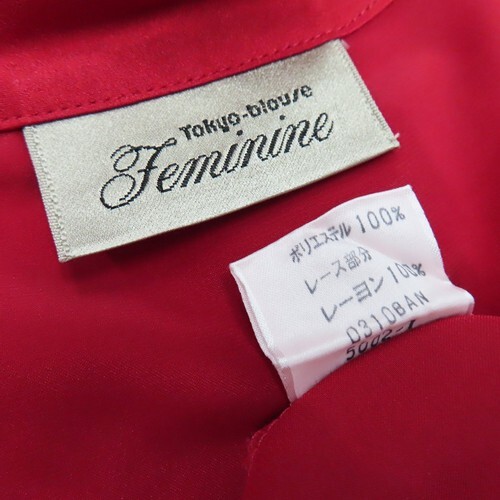 Tokyo-blouse
Feminine
ポリエステル 100%
レース部分
レーヨン 100%
D3108AN